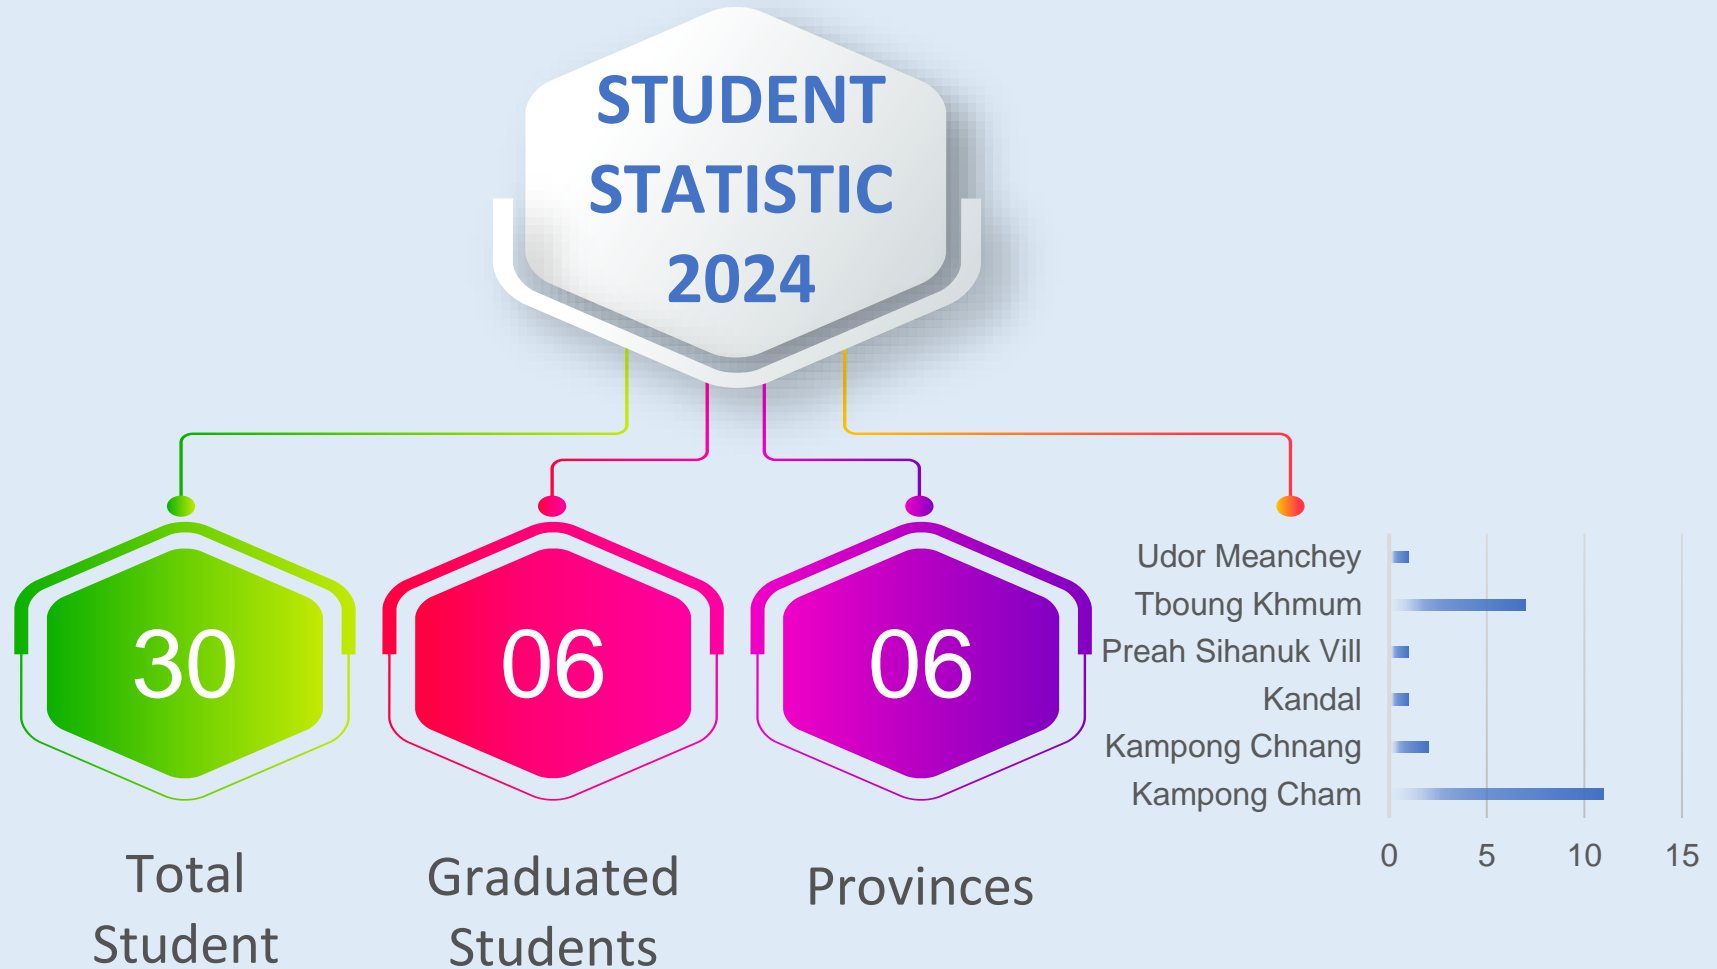 STUDENT
STATISTIC
2024
30
Total
Student
06
Graduated
Students
06
Provinces
Udor Meanchey
Tboung Khmum
Preah Sihanuk Vill
Kandal
Kampong Chnang
Kampong Cham
0 5 10 15